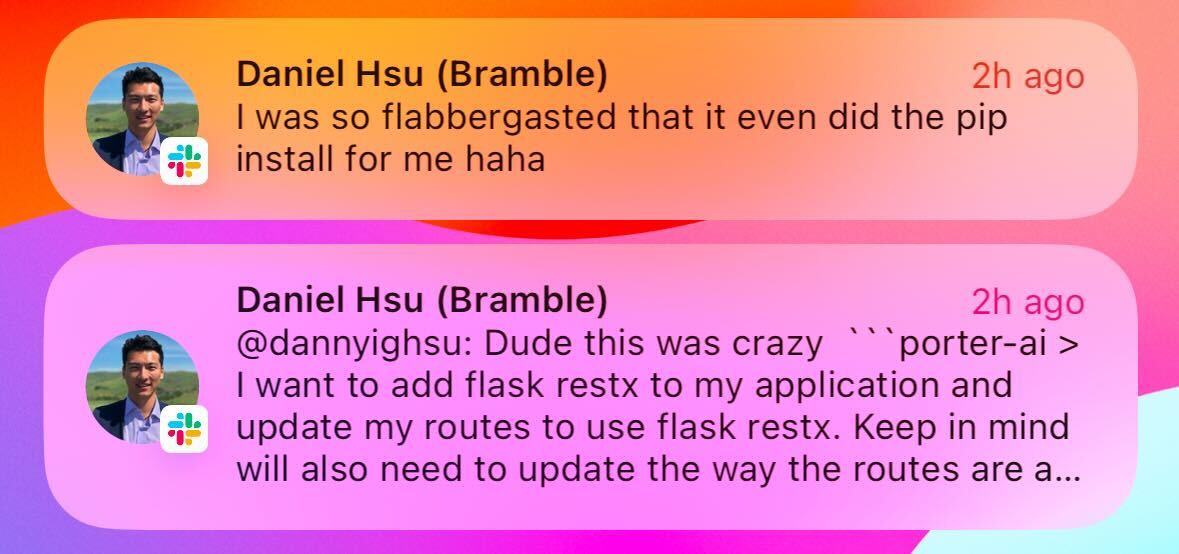 Daniel Hsu (Bramble)
2h ago
I was so flabbergasted that it even did the pip
install for me haha
Daniel Hsu (Bramble)
2h ago
@dannyighsu: Dude this was crazy ```porter-ai >
I want to add flask restx to my application and
update my routes to use flask restx. Keep in mind
will also need to update the way the routes are a...